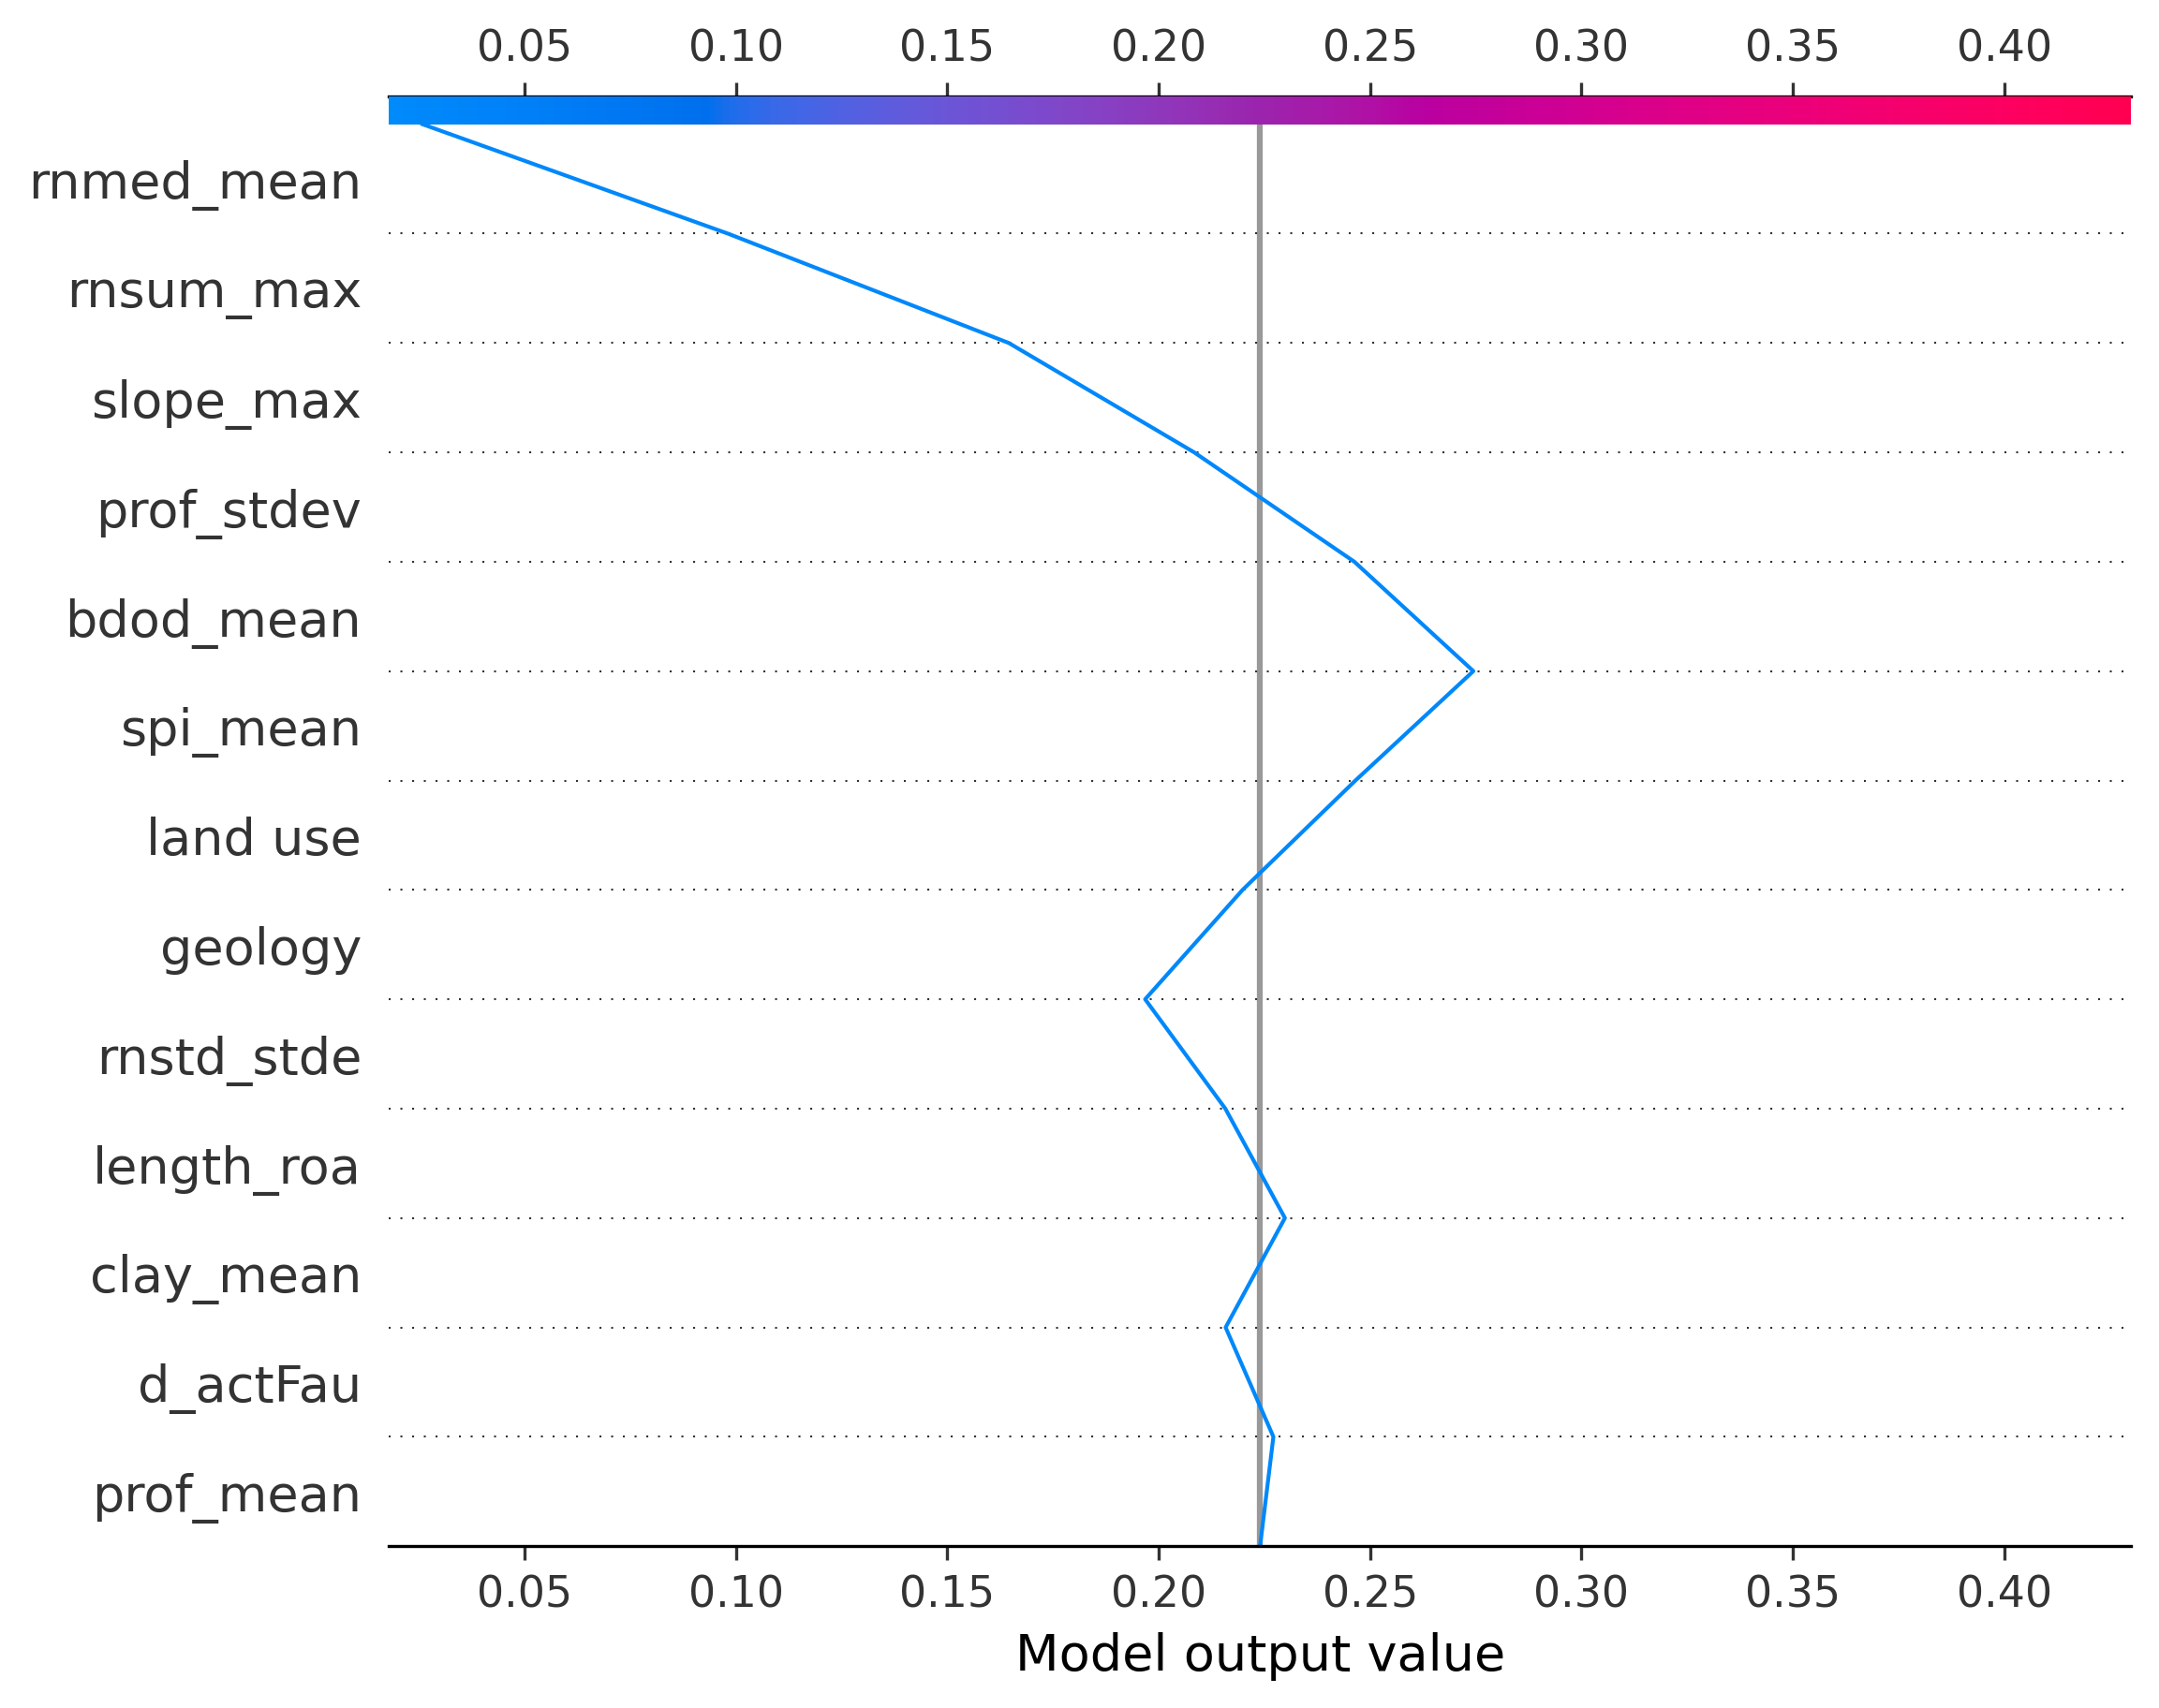 0.05 0.10 0.15 0.20 0.25 0.30 0.35 0.40
rnmed_mean
rnsum_max
slope_max
prof_stdev
bdod_mean
spi_mean
land use
geology
rnstd_stde
length_roa
clay_mean
d_actFau
prof_mean
0.05 0.10 0.15 0.20 0.25 0.30 0.35 0.40
Model output value